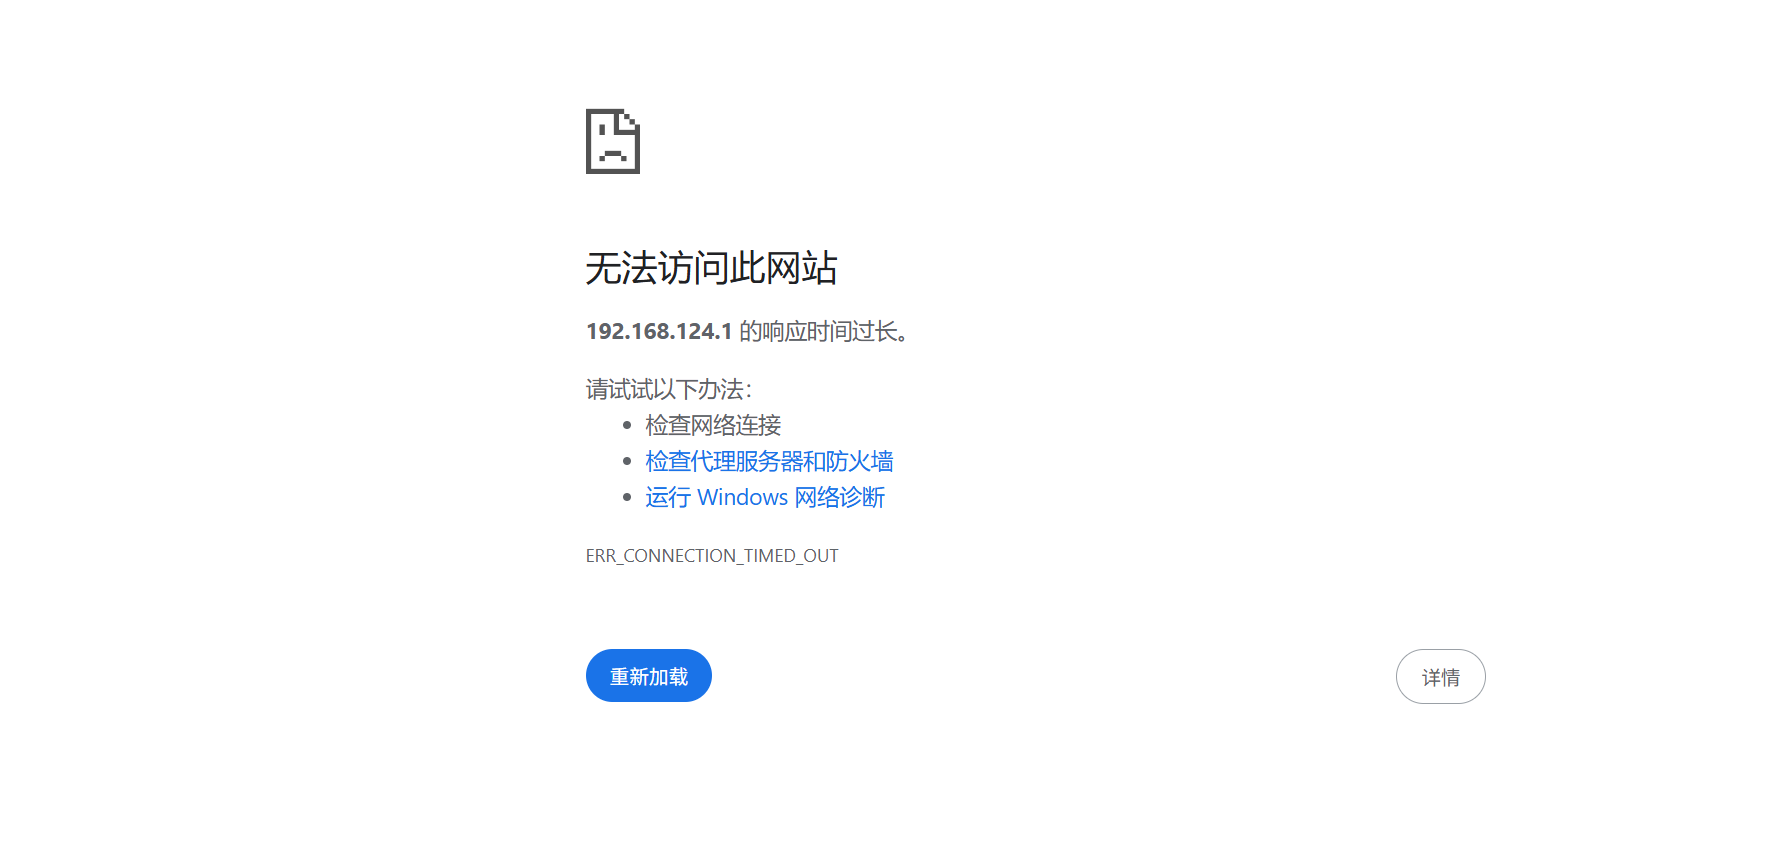 无法访问此网站
192.168.124.1 的响应时间过长。
请试试以下办法：
检查网络连接
检查代理服务器和防火墙
运行 Windows 网络诊断
ERR_CONNECTION_TIMED_OUT
重新加载
详情